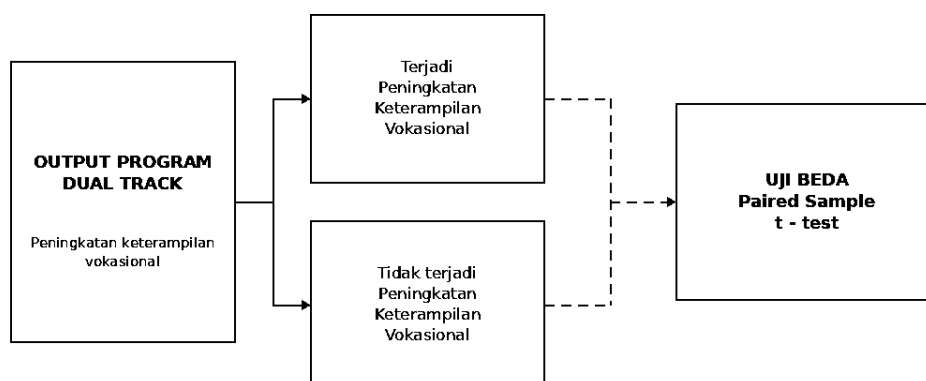 OUTPUT PROGRAM
DUAL TRACK
Peningkatan keterampilan
vokasional
Terjadi
Peningkatan
Keterampilan
Vokasional
Tidak terjadi
Peningkatan
Keterampilan
Vokasional
UJI BEDA
Paired Sample
t - test